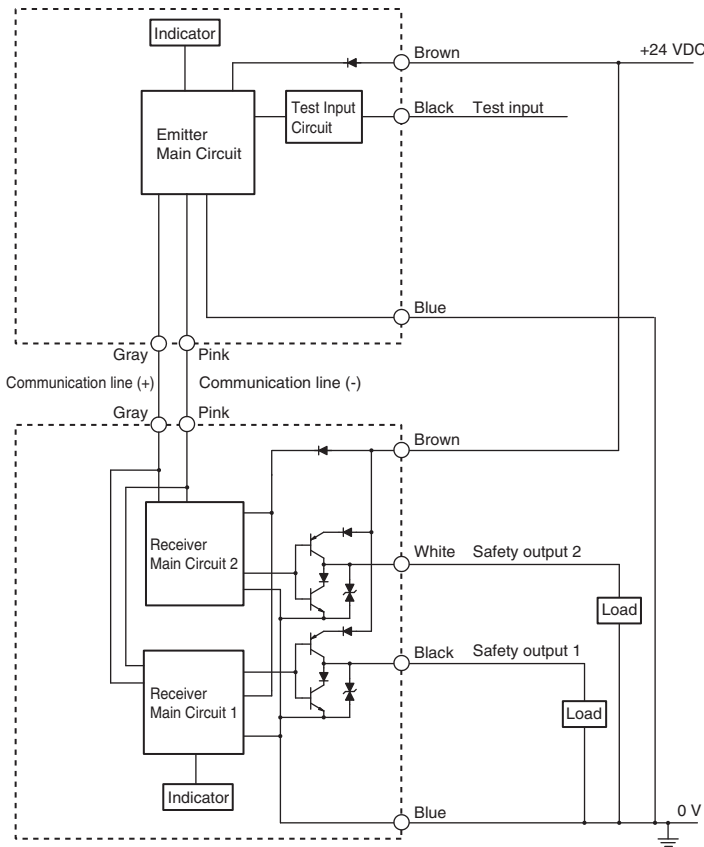 Indicator
Brown
+24 VDC
Test Input
Circuit
Black Test input
Emitter
Main Circuit
Blue
Gray Pink
Communication line (+) Communication line (-)
Gray Pink
Brown
Receiver
Main Circuit 2
White Safety output 2
Load
Black Safety output 1
Receiver
Main Circuit 1
Load
Indicator
Blue
0 V